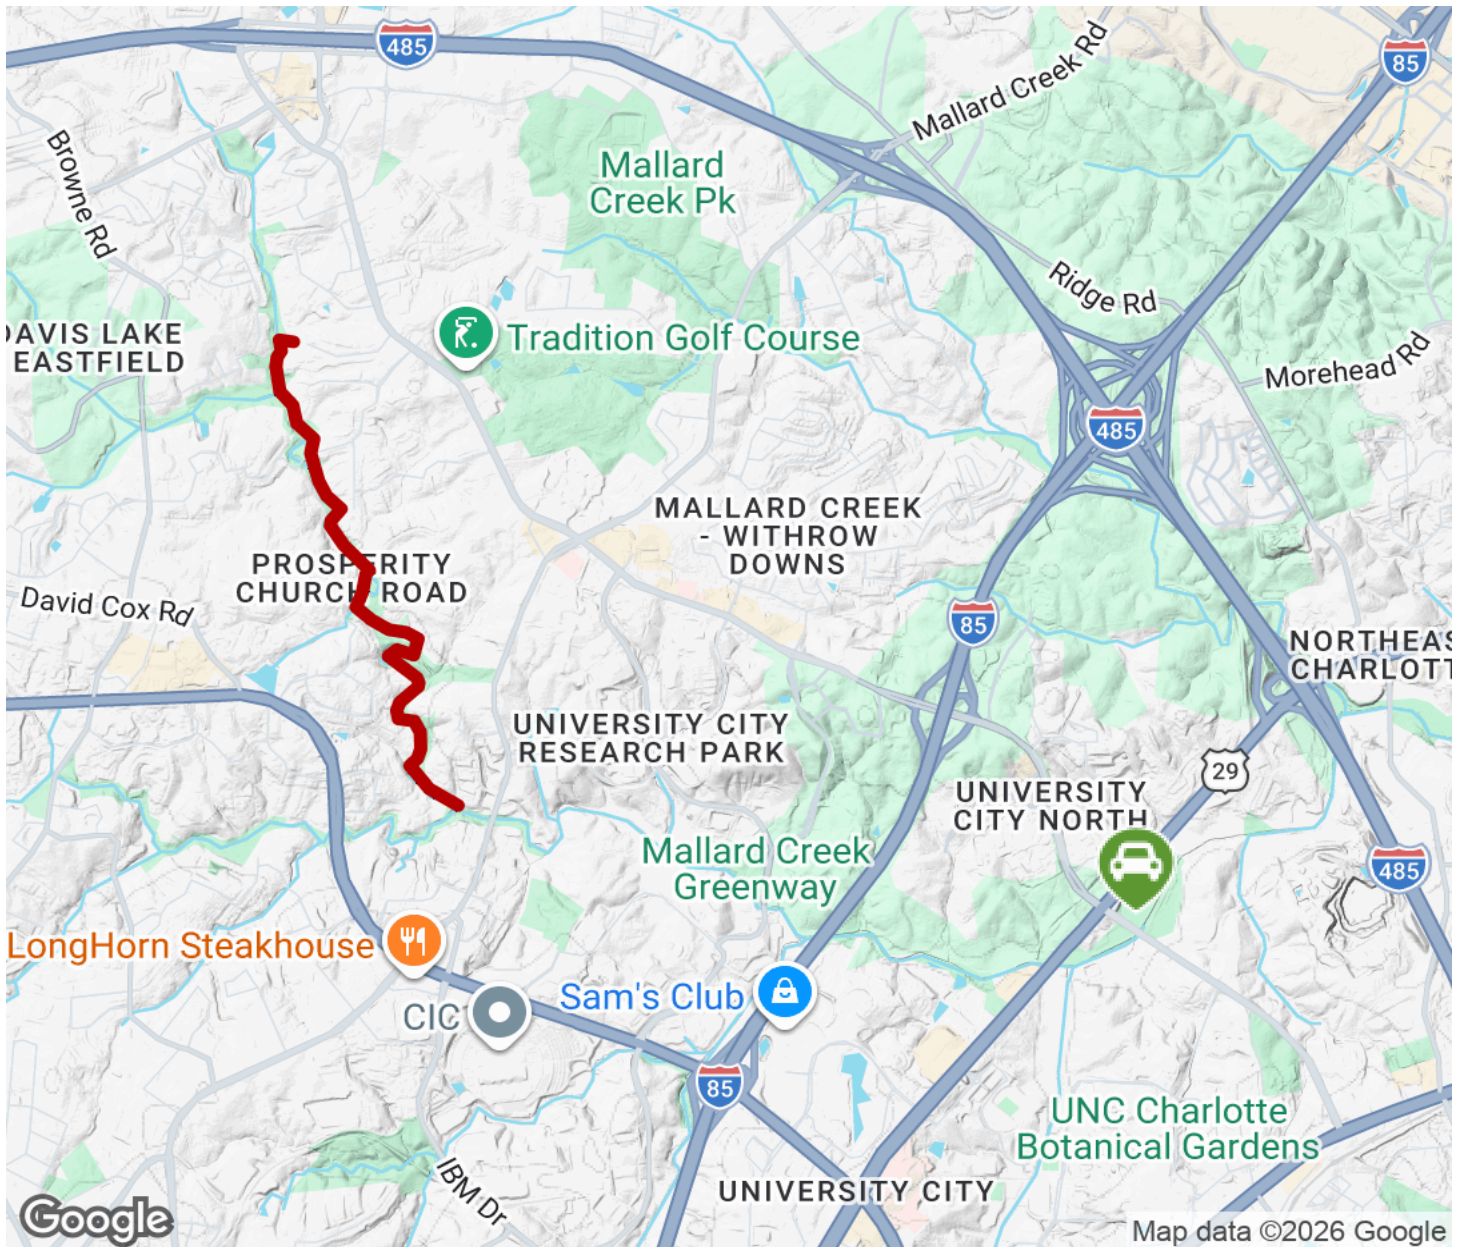 485
85
Mallard Creek Rd
Browne Rd
Mallard
Creek Pk
Ridge Rd
DAVIS LAKE
EASTFIELD
Tradition Golf Course
Morehead Rd
485
MALLARD CREEK
- WITHROW
DOWNS
PROSPERITY
CHURCH ROAD
David Cox Rd
85
NORTHEAS
CHARLOTT
UNIVERSITY CITY
RESEARCH PARK
29
UNIVERSITY
CITY NORTH
Mallard Creek
Greenway
485
LongHorn Steakhouse
Sam's Club
CIC
85
UNC Charlotte
Botanical Gardens
IBM Dr
UNIVERSITY CITY
Google
Map data ©2026 Google